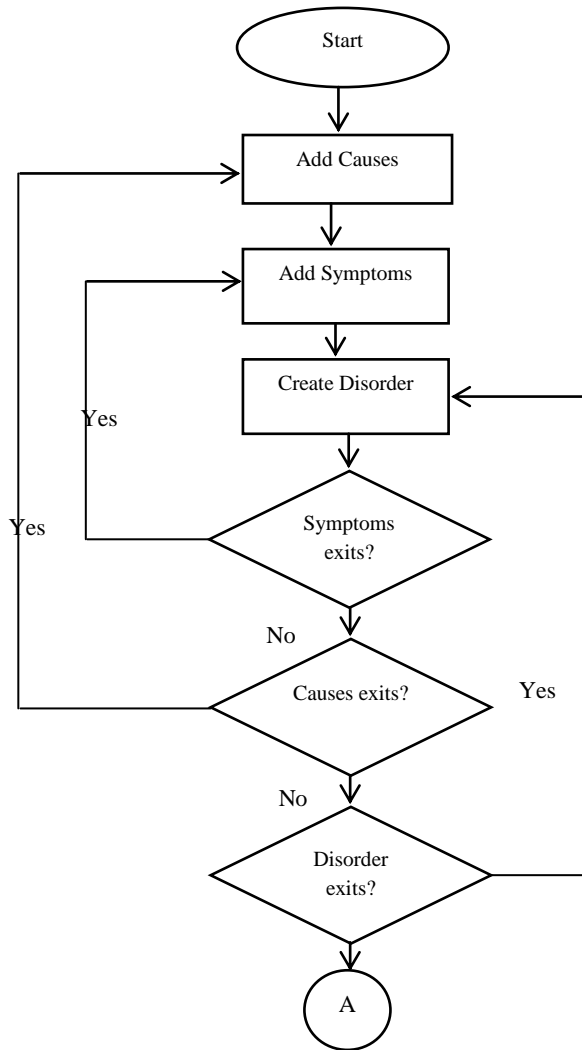 Start
Add Causes
Add Symptoms
Create Disorder
Yes
Symptoms
exits?
Yes
No
Causes exits?
Yes
No
Disorder
exits?
A